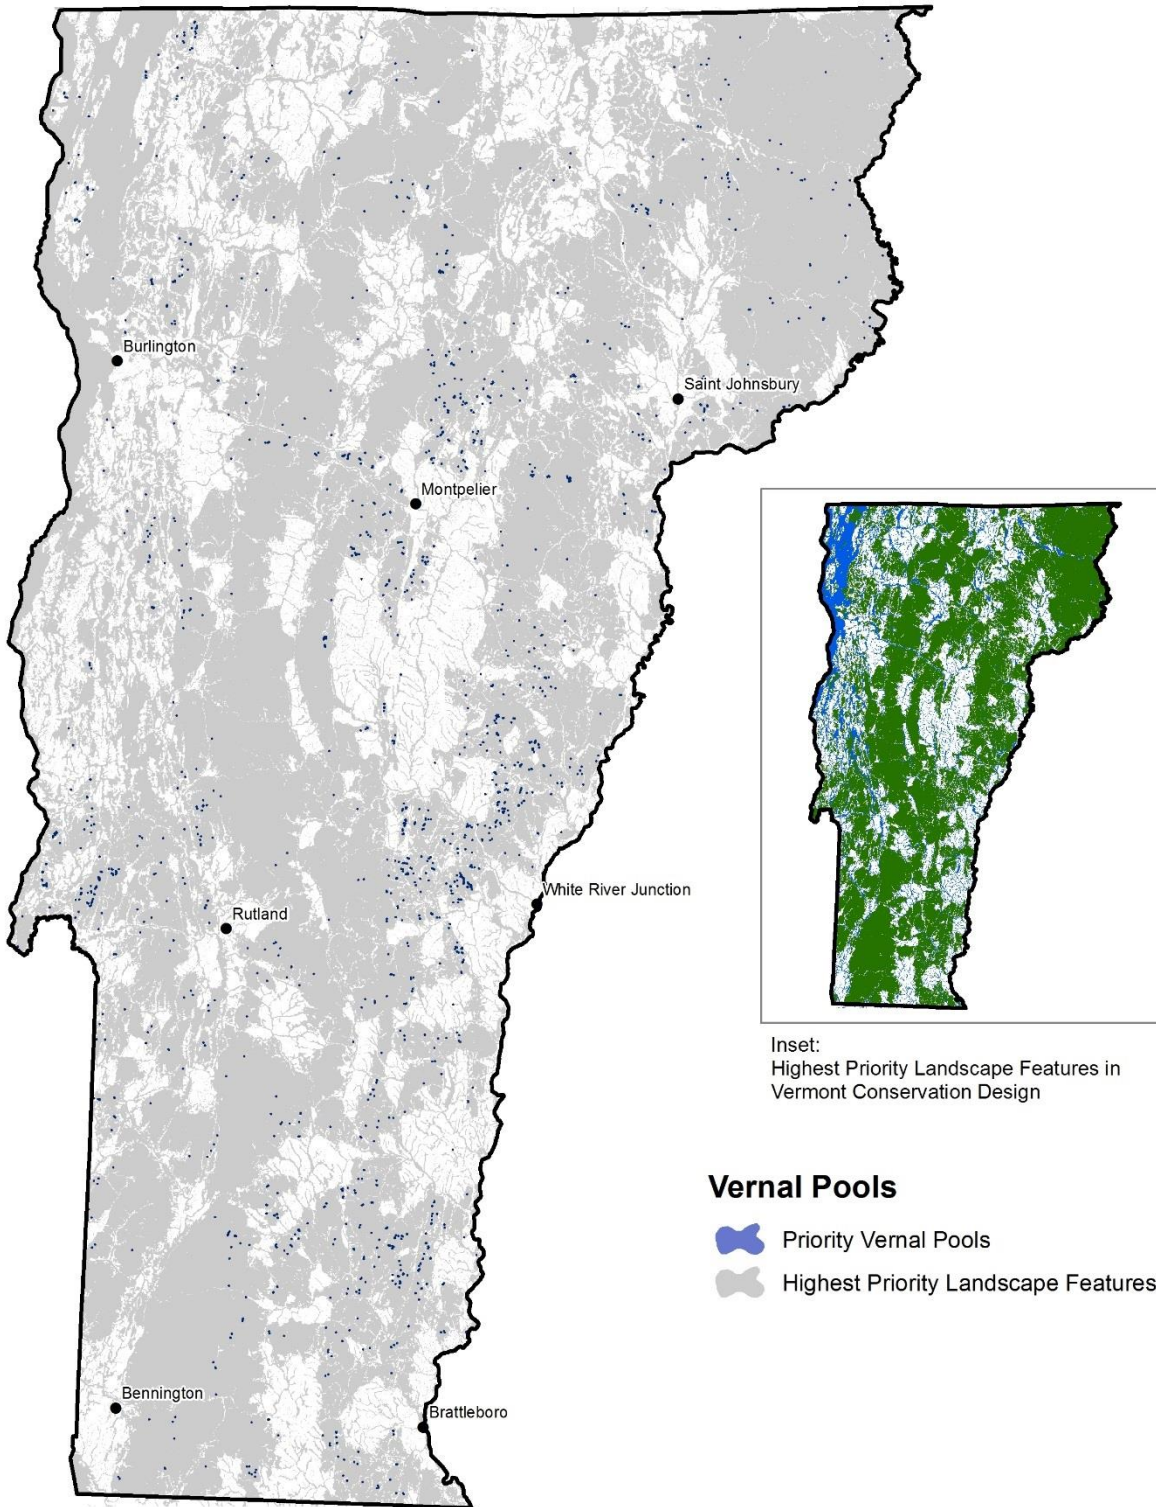 Burlington
Saint Johnsbury
Montpelier
White River Junction
Rutland
Inset:
Highest Priority Landscape Features in
Vermont Conservation Design
Vernal Pools
Priority Vernal Pools
Highest Priority Landscape Features
Bennington
Brattleboro